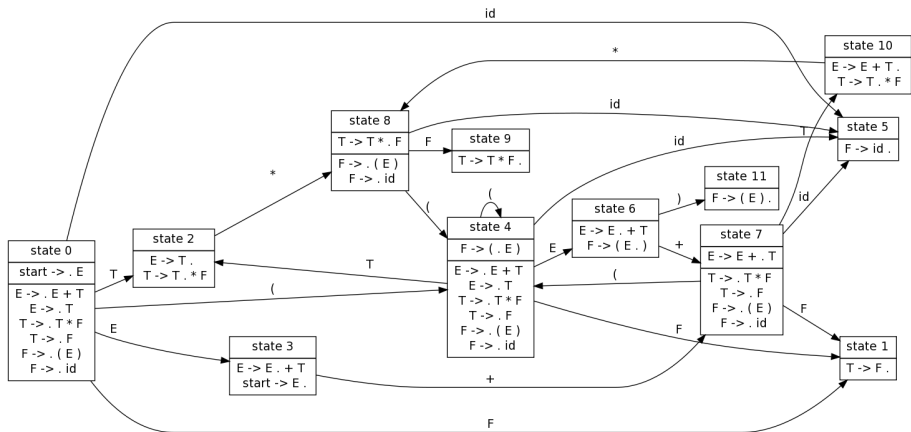 id
state 10
E -> E + T .
T -> T . * F
*
state 8
T -> T * . F
F -> . ( E )
F -> . id
id
F
state 9
T -> T * F .
id
T
state 5
F -> id .
*
(
(
state 11
F -> ( E ) .
)
state 6
E -> E . + T
F -> ( E . )
id
state 4
F -> ( . E )
E -> . E + T
E -> . T
T -> . T * F
T -> . F
F -> . ( E )
F -> . id
E
+
state 7
E -> E + . T
T -> . T * F
T -> . F
F -> . ( E )
F -> . id
state 2
E -> T .
T -> T . * F
state 0
start -> . E
E -> . E + T
E -> . T
T -> . T * F
T -> . F
F -> . ( E )
F -> . id
T
T
(
(
E
F
F
state 3
E -> E . + T
start -> E .
+
state 1
T -> F .
F